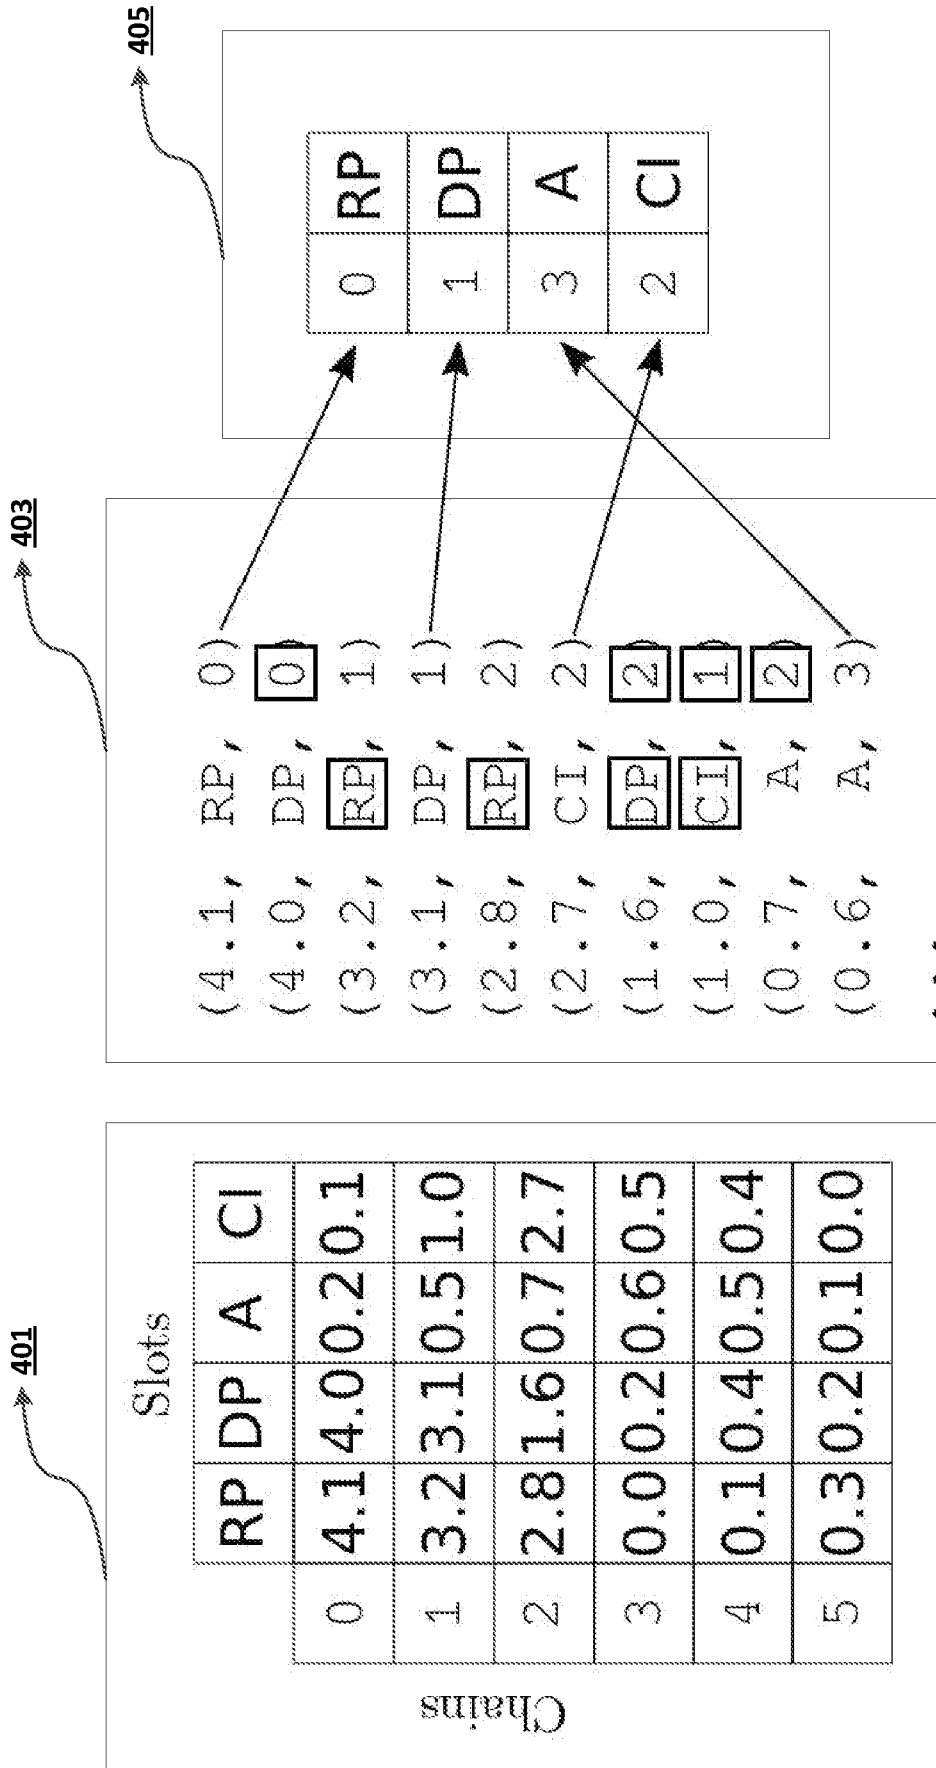 401
Slots
RP DP A CI
0 4.1 4.0 0.2 0.1
1 3.2 3.1 0.5 1.0
2 2.8 1.6 0.7 2.7
3 0.0 0.2 0.6 0.5
4 0.1 0.4 0.5 0.4
5 0.3 0.2 0.1 0.0
Chains
403
(4.1, RP, 0)
(4.0, DP, 0)
(3.2, RP, 1)
(3.1, DP, 1)
(2.8, RP, 2)
(2.7, CI, 2)
(1.6, DP, 2)
(1.0, CI, 1)
(0.7, A, 2)
(0.6, A, 3)
405
0 RP
1 DP
3 A
2 CI